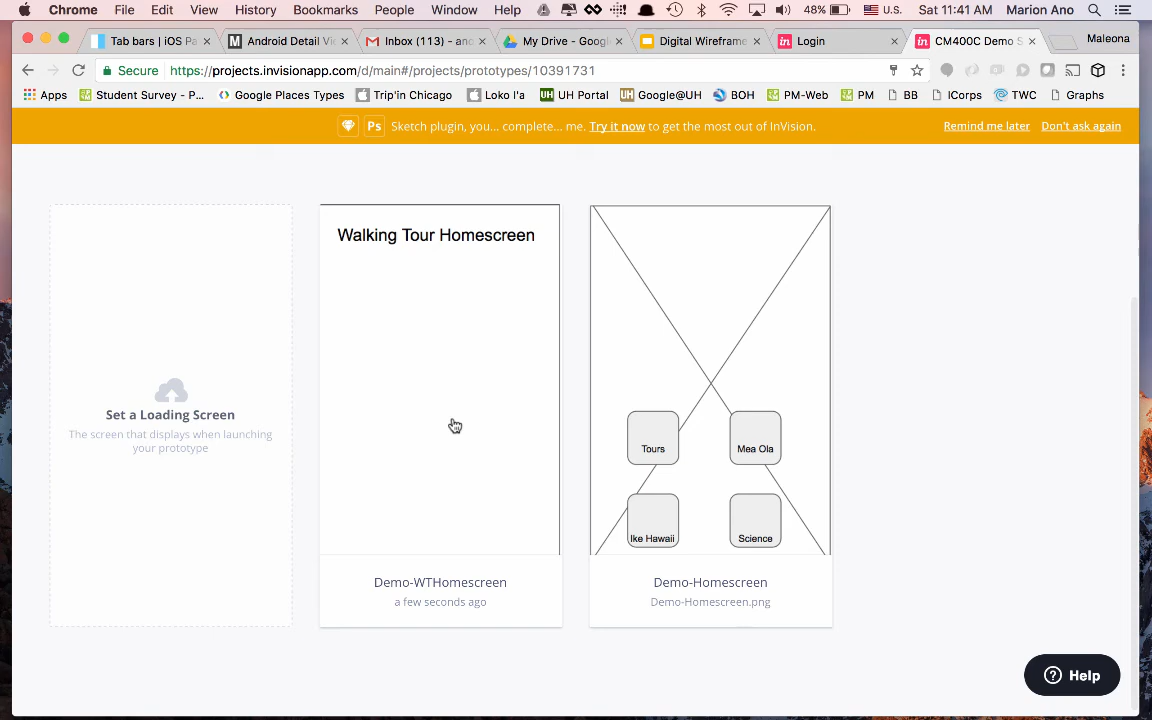 Chrome File Edit View History Bookmarks People Window Help 48% U.S. Sat 11:41 AM Marion Ano
Tab bars | iOS Pa
Android Detail Vie
Inbox (113) - anc
My Drive - Googl
Digital Wireframe
Login
CM400C Demo S
Maleona
Secure https://projects.invisionapp.com/d/main#/projects/prototypes/10391731
Apps Student Survey - P... Google Places Types Trip'in Chicago Loko I'a UH Portal Google@UH BOH PM-Web PM BB ICorps TWC Graphs
Ps Sketch plugin, you... complete... me. Try it now to get the most out of InVision. Remind me later Don't ask again
Set a Loading Screen
The screen that displays when launching
your prototype
Walking Tour Homescreen
Demo-WTHomescreen
a few seconds ago
Tours Mea Ola
Ike Hawaii Science
Demo-Homescreen
Demo-Homescreen.png
Help